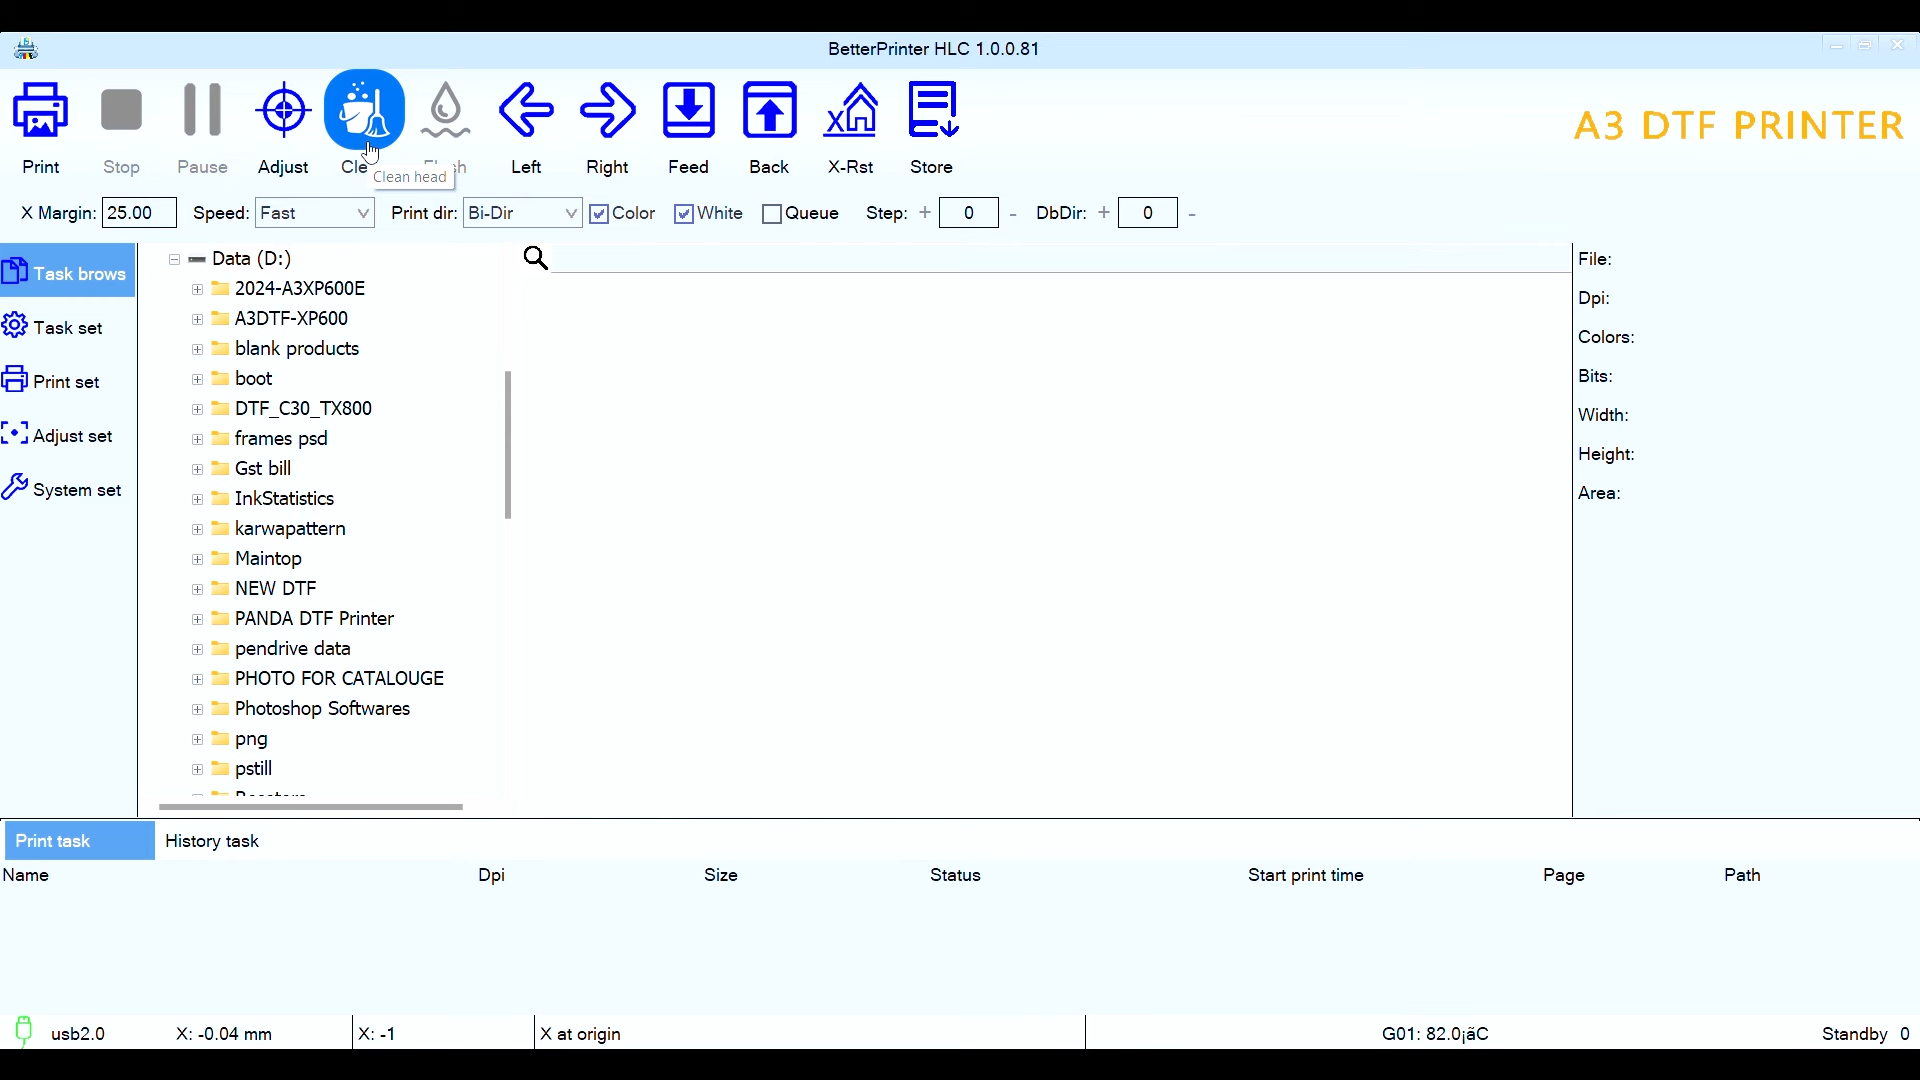 BetterPrinter HLC 1.0.0.81
Print
Stop
Pause
Adjust
Cle
Clean head
Left
Right
Feed
Back
X-Rst
Store
A3 DTF PRINTER
X Margin: 25.00 Speed: Fast Print dir: Bi-Dir Color White Queue Step: + 0 - DbDir: + 0 -
Task brows
Task set
Print set
Adjust set
System set
Data (D:)
2024-A3XP600E
A3DTF-XP600
blank products
boot
DTF_C30_TX800
frames psd
Gst bill
InkStatistics
karwapattern
Maintop
NEW DTF
PANDA DTF Printer
pendrive data
PHOTO FOR CATALOUGE
Photoshop Softwares
png
pstill
File:
Dpi:
Colors:
Bits:
Width:
Height:
Area:
Print task History task
Name Dpi Size Status Start print time Page Path
usb2.0 X: -0.04 mm X: -1 X at origin G01: 82.0¡ãC Standby 0